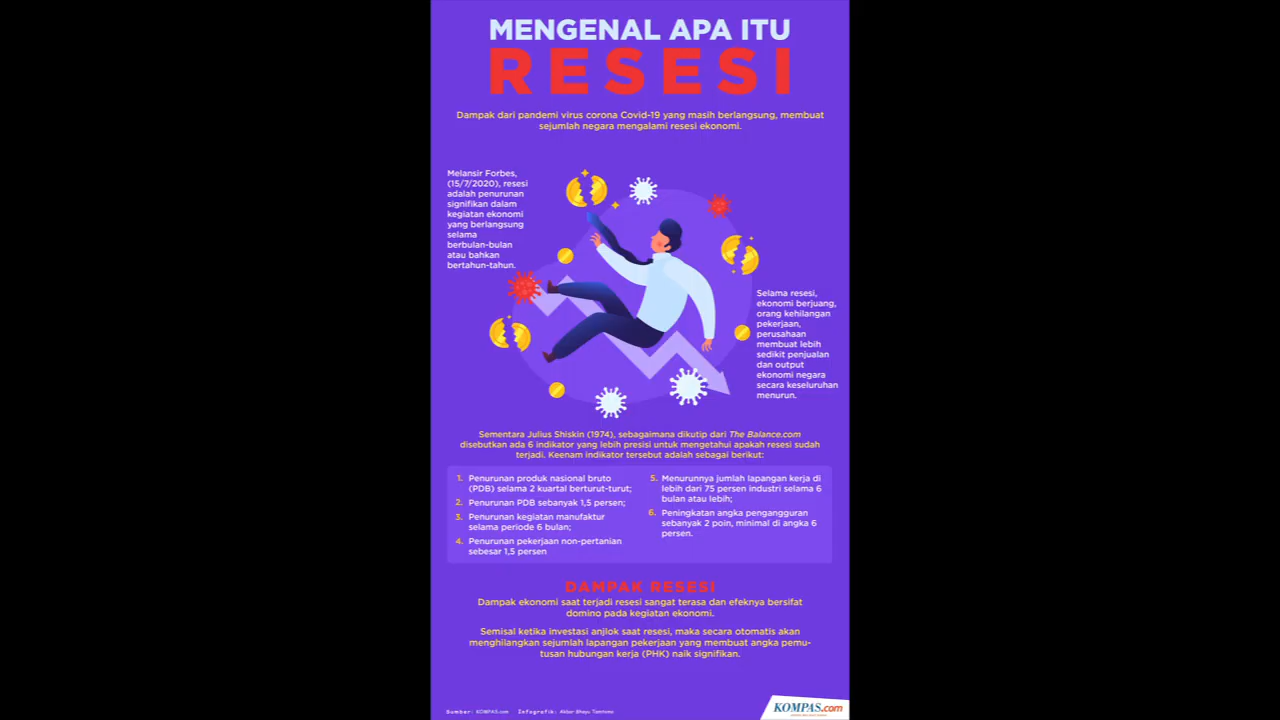 MENGENAL APA ITU
RESESI
Dampak dari pandemi virus corona Covid-19 yang masih berlangsung, membuat
sejumlah negara mengalami resesi ekonomi.
Melansir Forbes,
(15/7/2020), resesi
adalah penurunan
signifikan dalam
kegiatan ekonomi
yang berlangsung
selama
berbulan-bulan
atau bahkan
bertahun-tahun.
Selama resesi,
ekonomi berjuang,
orang kehilangan
pekerjaan,
perusahaan
membuat lebih
sedikit penjualan
dan output
ekonomi negara
secara keseluruhan
menurun.
Sementara Julius Shiskin (1974), sebagaimana dikutip dari The Balance.com
disebutkan ada 6 indikator yang lebih presisi untuk mengetahui apakah resesi sudah
terjadi. Keenam indikator tersebut adalah sebagai berikut:
1. Penurunan produk nasional bruto
(PDB) selama 2 kuartal berturut-turut;
2. Penurunan PDB sebanyak 1,5 persen;
3. Penurunan kegiatan manufaktur
selama periode 6 bulan;
4. Penurunan pekerjaan non-pertanian
sebesar 1,5 persen
5. Menurunnya jumlah lapangan kerja di
lebih dari 75 persen industri selama 6
bulan atau lebih;
6. Peningkatan angka pengangguran
sebanyak 2 poin, minimal di angka 6
persen.
DAMPAK RESESI
Dampak ekonomi saat terjadi resesi sangat terasa dan efeknya bersifat
domino pada kegiatan ekonomi.
Semisal ketika investasi anjlok saat resesi, maka secara otomatis akan
menghilangkan sejumlah lapangan pekerjaan yang membuat angka pemu-
tusan hubungan kerja (PHK) naik signifikan.
Sumber: KOMPAS.com Infografik: Akbar Bhayu Tamtomo
KOMPAS.com